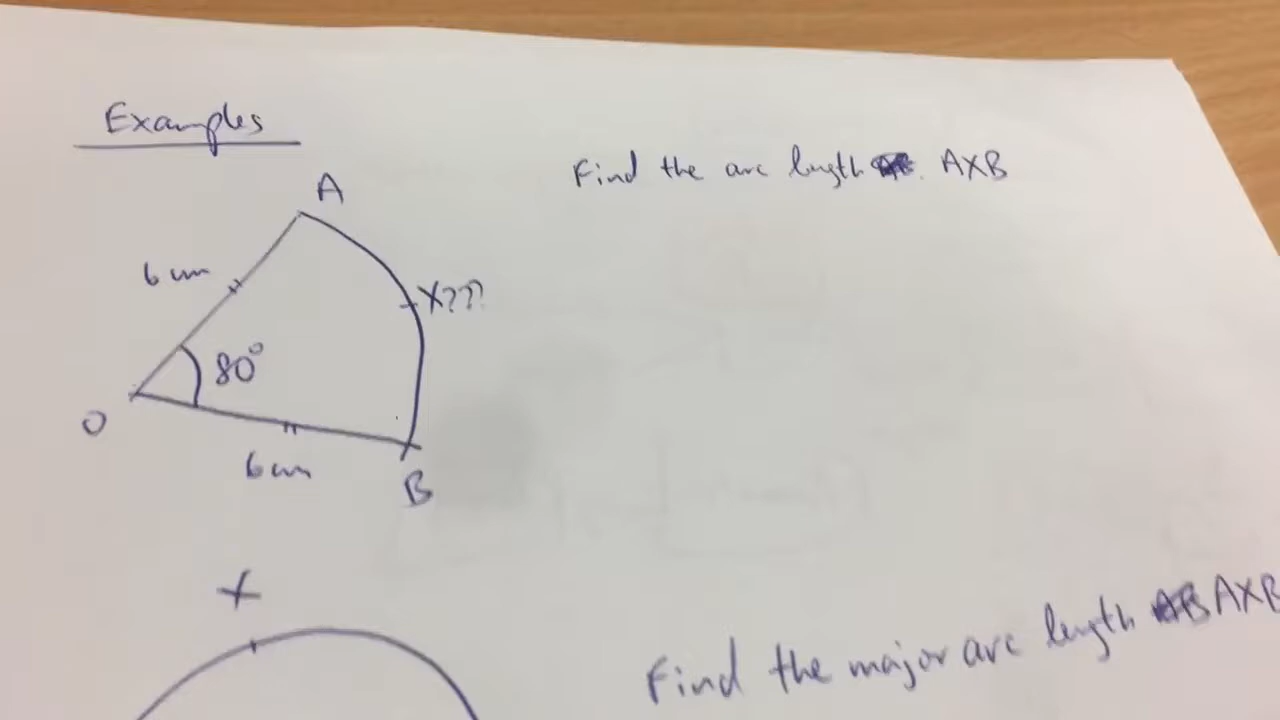 Examples
Find the arc length AXB
A
6cm
X???
80°
O
6cm
B
X
Find the major arc length AXB